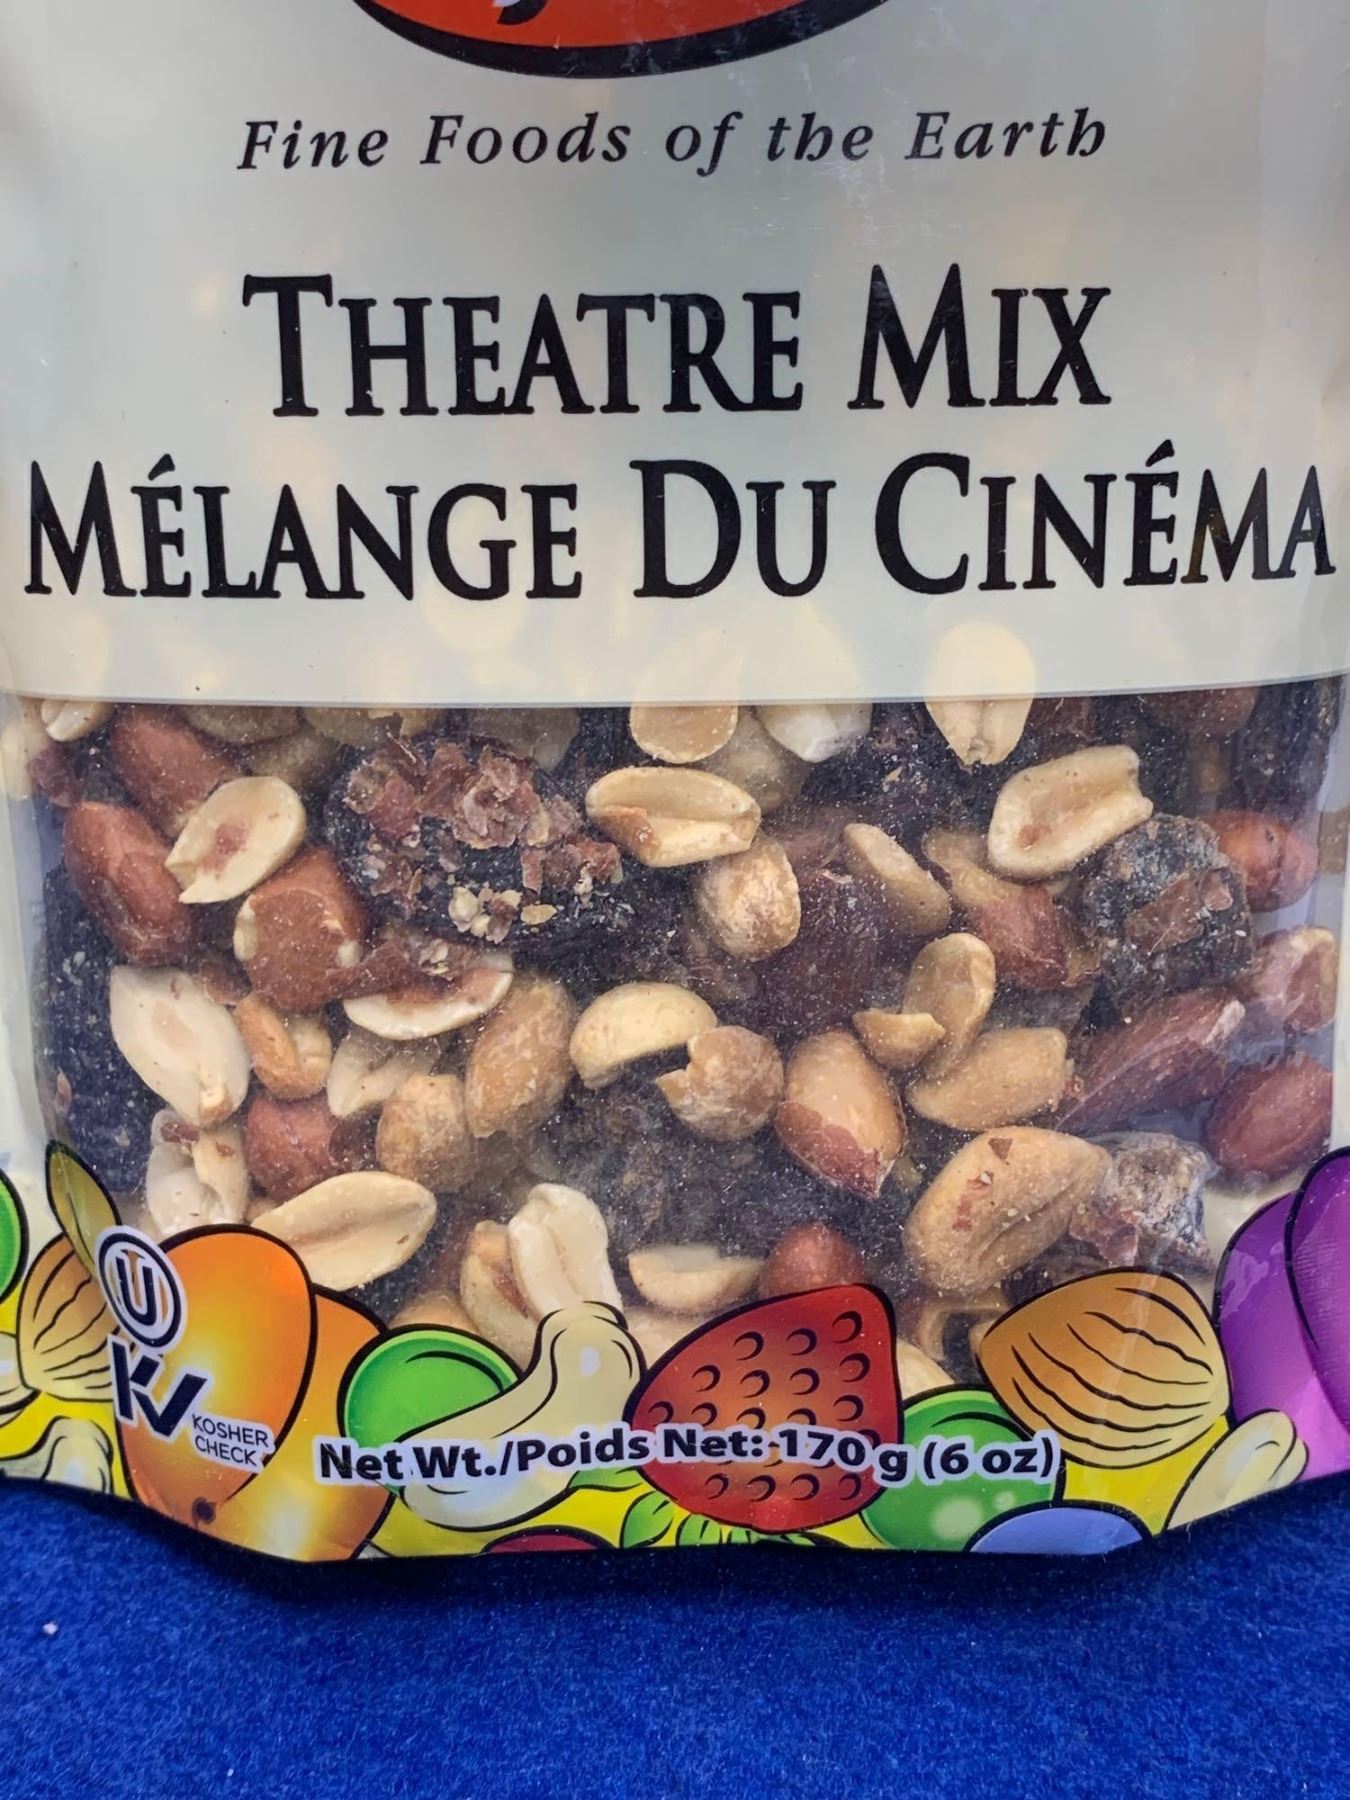 Fine Foods of the Earth
THEATRE MIX
MÉLANGE DU CINÉMA
U
KV
KOSHER
CHECK
Net Wt./Poids Net: 170 g (6 oz)